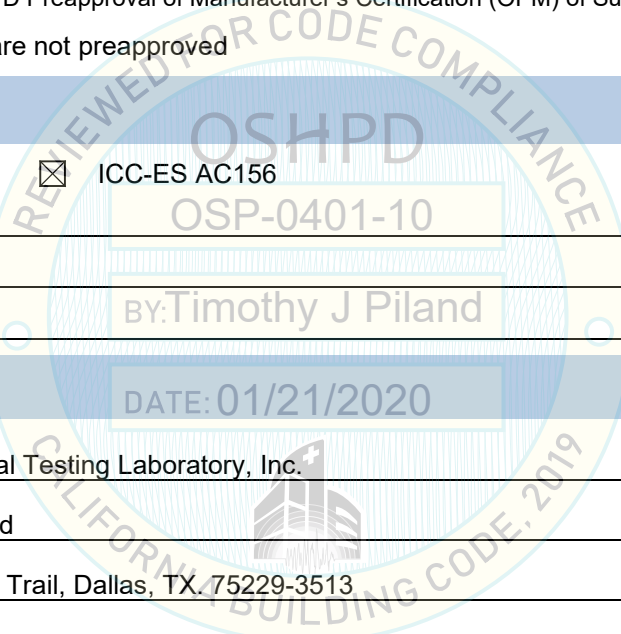 D Preapproval of Manufacturer's Certification (OPM) of Su
are not preapproved
REVIEWED FOR CODE COMPLIANCE
OSHPD
ICC-ES AC156
OSP-0401-10
BY: Timothy J Piland
DATE: 01/21/2020
al Testing Laboratory, Inc.
d
Trail, Dallas, TX. 75229-3513
CALIFORNIA BUILDING CODE, 2019